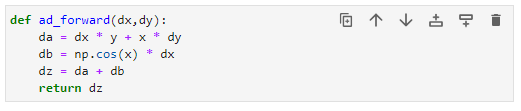 def ad_forward(dx,dy):
    da = dx * y + x * dy
    db = np.cos(x) * dx
    dz = da + db
    return dz